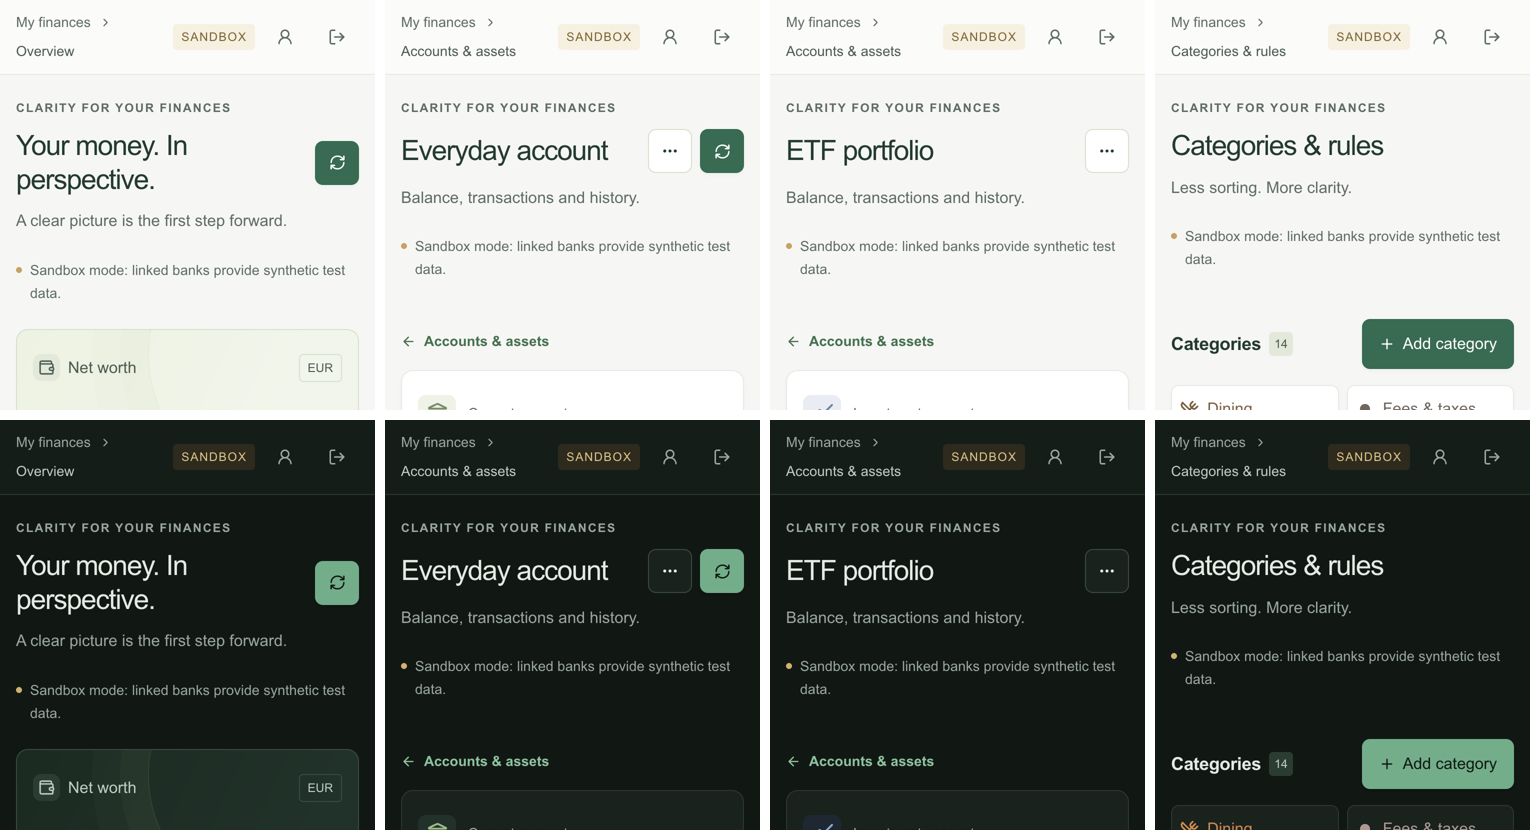 My finances
SANDBOX
Overview
CLARITY FOR YOUR FINANCES
Your money. In
perspective.
A clear picture is the first step forward.
Sandbox mode: linked banks provide synthetic test
data.
Net worth
EUR
My finances
SANDBOX
Accounts & assets
CLARITY FOR YOUR FINANCES
Everyday account
Balance, transactions and history.
Sandbox mode: linked banks provide synthetic test
data.
Accounts & assets
My finances
SANDBOX
Accounts & assets
CLARITY FOR YOUR FINANCES
ETF portfolio
Balance, transactions and history.
Sandbox mode: linked banks provide synthetic test
data.
Accounts & assets
My finances
SANDBOX
Categories & rules
CLARITY FOR YOUR FINANCES
Categories & rules
Less sorting. More clarity.
Sandbox mode: linked banks provide synthetic test
data.
Categories 14
Add category
Dining
Fees & taxes
My finances
SANDBOX
Overview
CLARITY FOR YOUR FINANCES
Your money. In
perspective.
A clear picture is the first step forward.
Sandbox mode: linked banks provide synthetic test
data.
Net worth
EUR
My finances
SANDBOX
Accounts & assets
CLARITY FOR YOUR FINANCES
Everyday account
Balance, transactions and history.
Sandbox mode: linked banks provide synthetic test
data.
Accounts & assets
My finances
SANDBOX
Accounts & assets
CLARITY FOR YOUR FINANCES
ETF portfolio
Balance, transactions and history.
Sandbox mode: linked banks provide synthetic test
data.
Accounts & assets
My finances
SANDBOX
Categories & rules
CLARITY FOR YOUR FINANCES
Categories & rules
Less sorting. More clarity.
Sandbox mode: linked banks provide synthetic test
data.
Categories 14
Add category
Dining
Fees & taxes